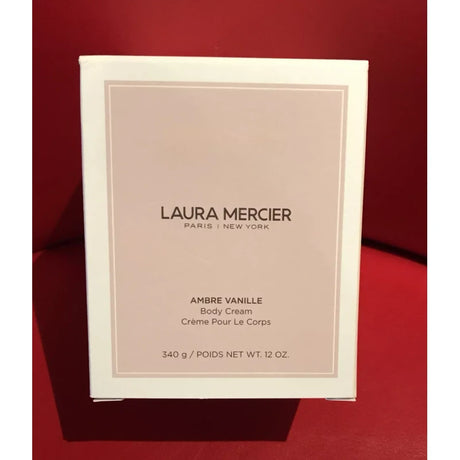 LAURA MERCIER
PARIS | NEW YORK
AMBRE VANILLE
Body Cream
Crème Pour Le Corps
340 g / POIDS NET WT. 12 OZ.